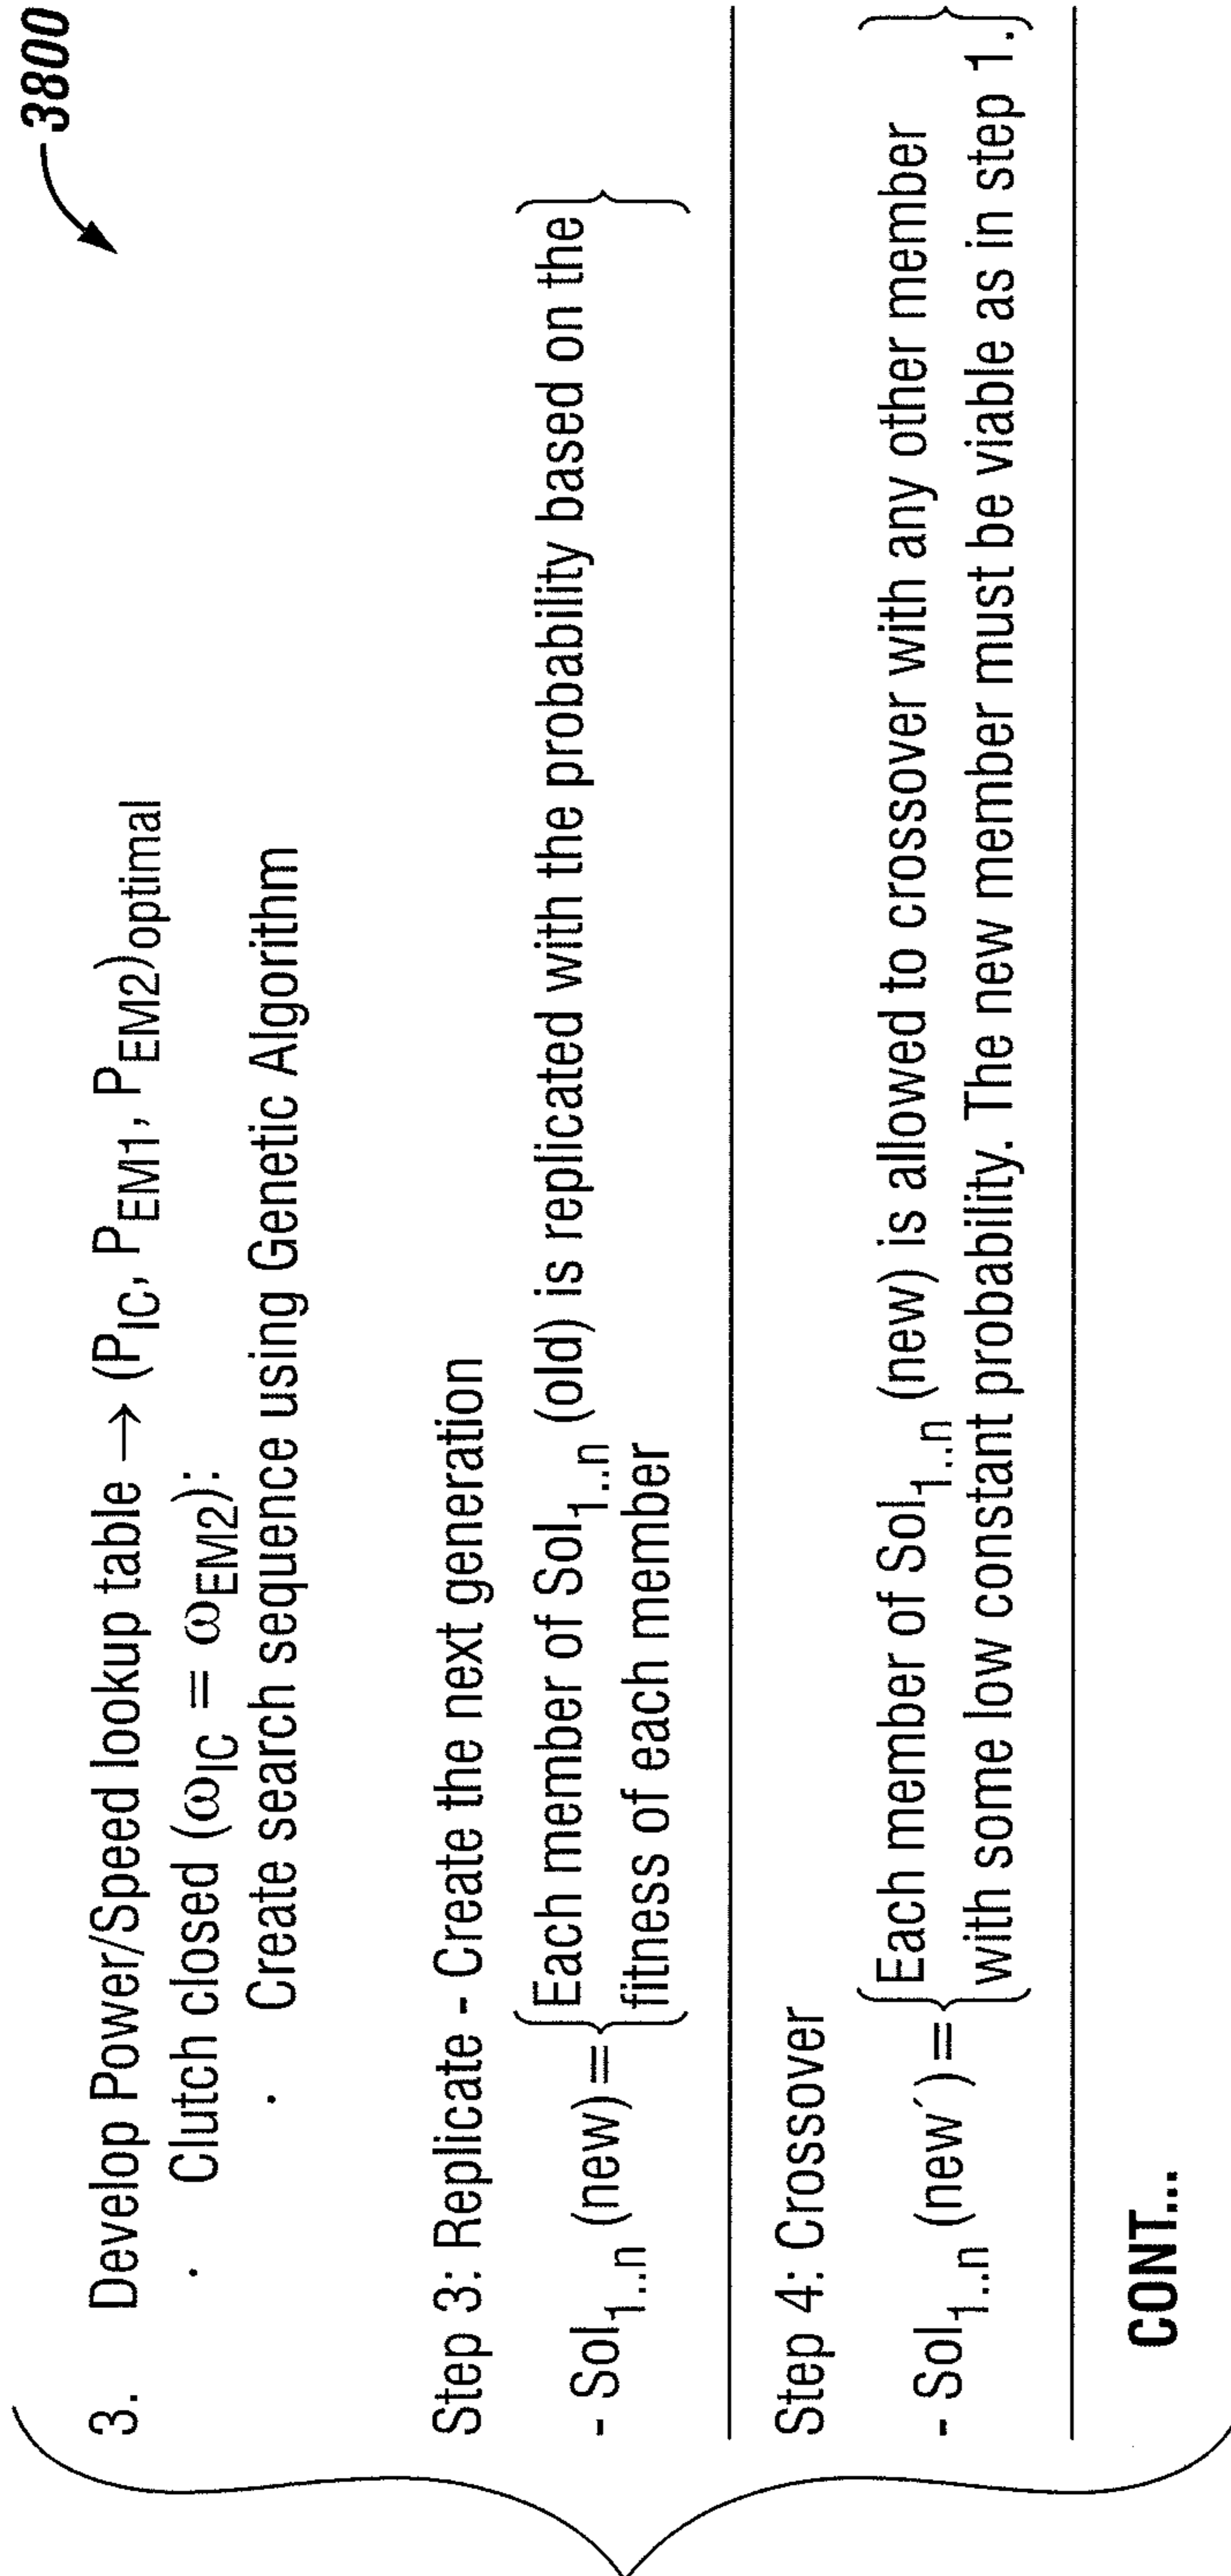 3800
3. Develop Power/Speed lookup table → (P_IC, P_EM1, P_EM2)optimal
· Clutch closed (ω_IC = ω_EM2):
· Create search sequence using Genetic Algorithm
Step 3: Replicate - Create the next generation
- Sol_1..n (new) = {Each member of Sol_1..n (old) is replicated with the probability based on the
fitness of each member}
Step 4: Crossover
- Sol_1..n (new´) = {Each member of Sol_1..n (new) is allowed to crossover with any other member
with some low constant probability. The new member must be viable as in step 1.}
CONT...